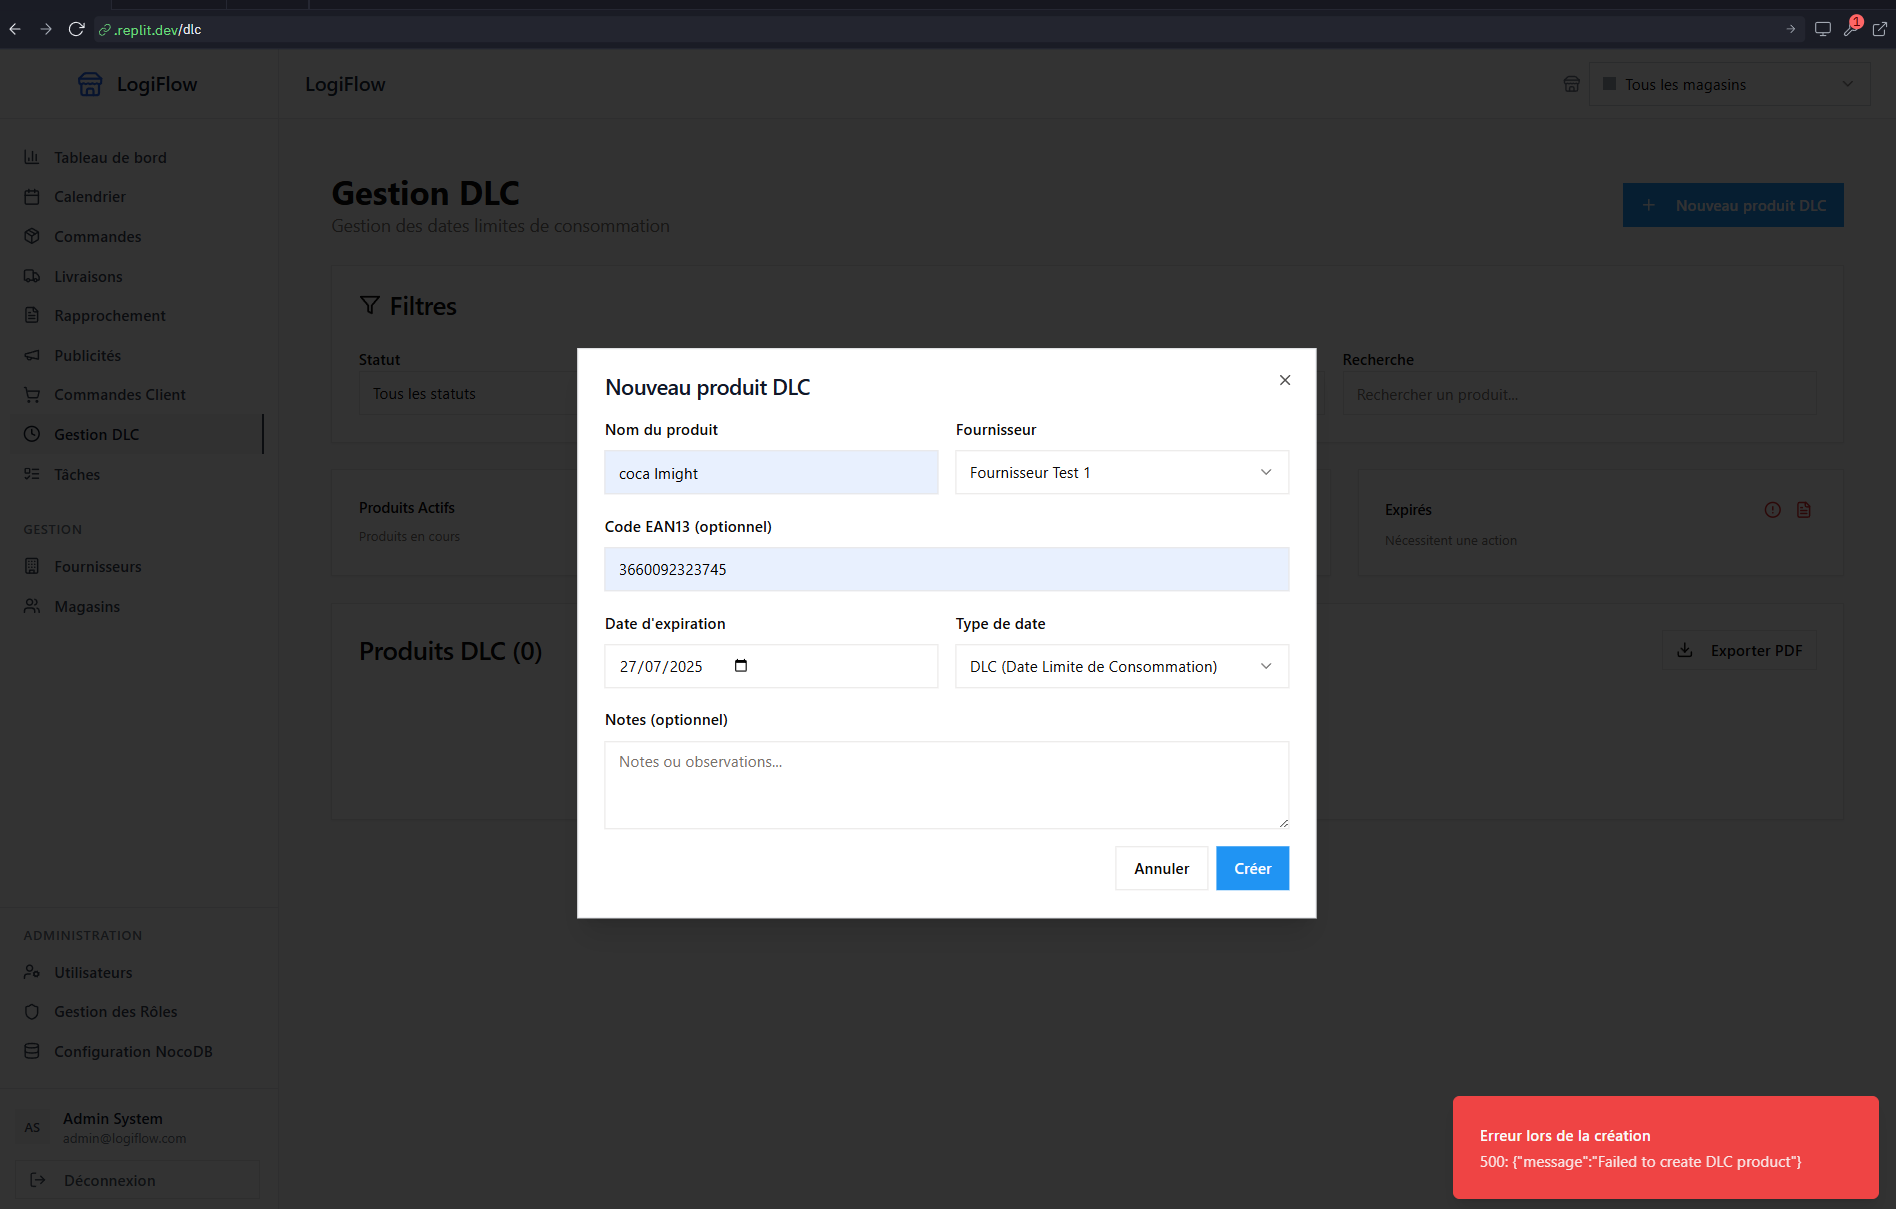 .replit.dev/dlc
1
LogiFlow
LogiFlow
Tous les magasins
Tableau de bord
Calendrier
Commandes
Livraisons
Rapprochement
Publicités
Commandes Client
Gestion DLC
Tâches
GESTION
Fournisseurs
Magasins
ADMINISTRATION
Utilisateurs
Gestion des Rôles
Configuration NocoDB
AS
Admin System
admin@logiflow.com
Déconnexion
Gestion DLC
Gestion des dates limites de consommation
Nouveau produit DLC
Filtres
Statut
Tous les statuts
Recherche
Rechercher un produit...
Produits Actifs
Produits en cours
Expirés
Nécessitent une action
Produits DLC (0)
Exporter PDF
Nouveau produit DLC
Nom du produit
Fournisseur
coca lmight
Fournisseur Test 1
Code EAN13 (optionnel)
3660092323745
Date d'expiration
Type de date
27/07/2025
DLC (Date Limite de Consommation)
Notes (optionnel)
Notes ou observations...
Annuler
Créer
Erreur lors de la création
500: {"message":"Failed to create DLC product"}